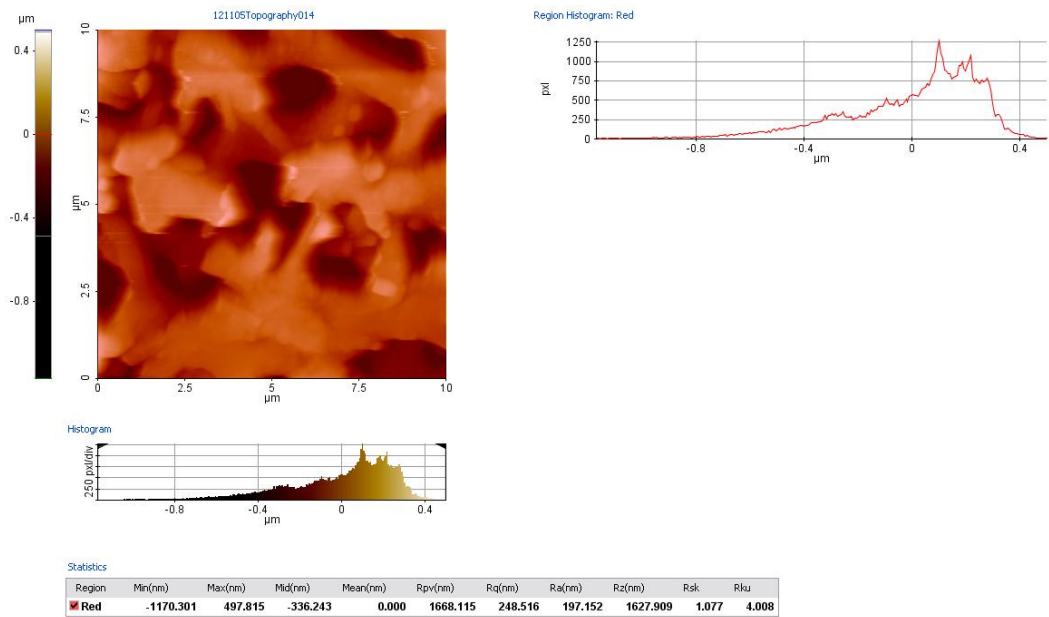 121105Topography014
µm
0.4
0
-0.4
-0.8
10
7.5
5
2.5
0
µm
0 2.5 5 7.5 10
µm
Region Histogram: Red
1250
1000
750
500
250
0
pxl
-0.8 -0.4 0 0.4
µm
Histogram
250 pxl/div
-0.8 -0.4 0 0.4
µm
Statistics
Region Min(nm) Max(nm) Mid(nm) Mean(nm) Rpv(nm) Rq(nm) Ra(nm) Rz(nm) Rsk Rku
Red -1170.301 497.815 -336.243 0.000 1668.115 248.516 197.152 1627.909 1.077 4.008